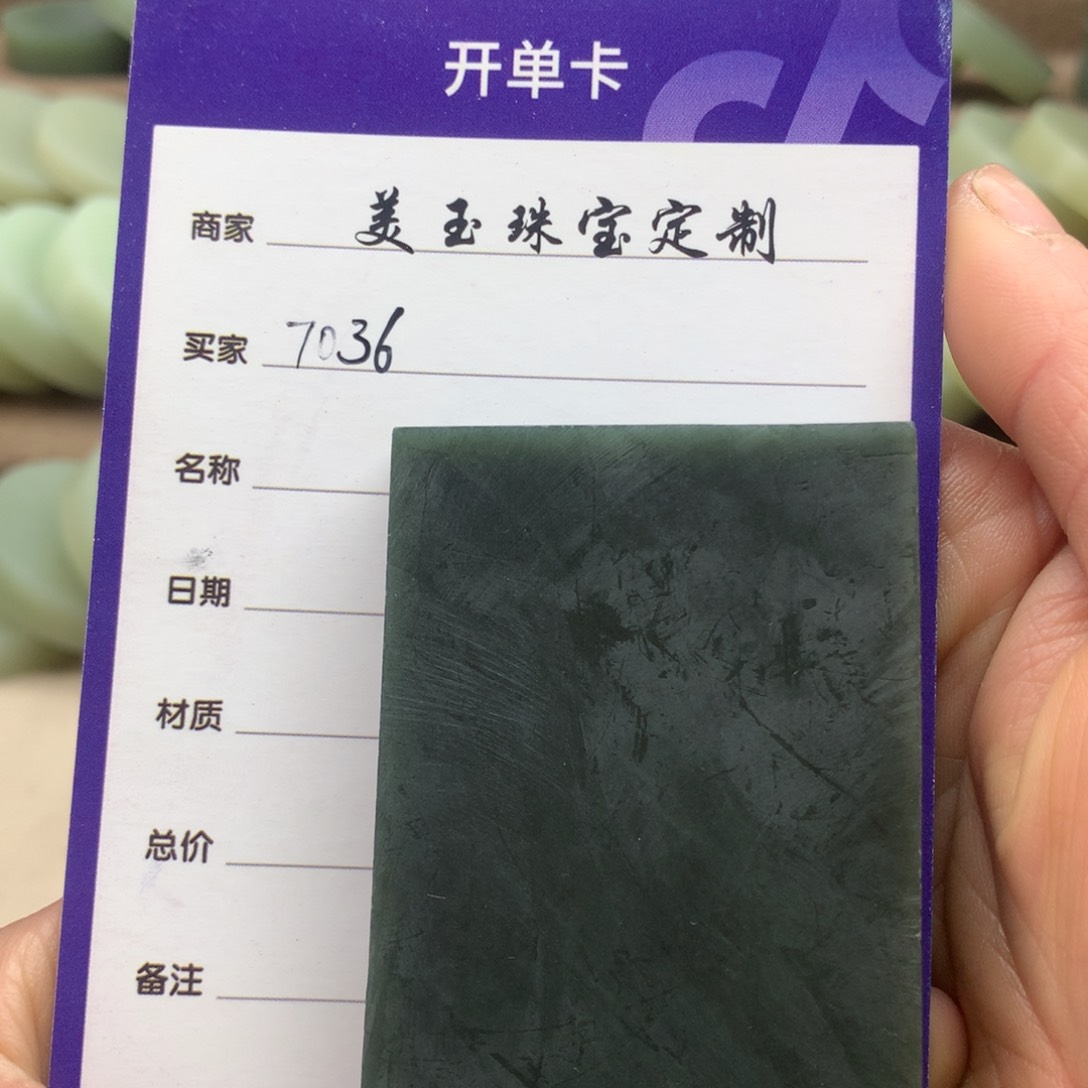 开单卡
商家 美玉珠宝定制
买家 7036
名称
日期
材质
总价
备注